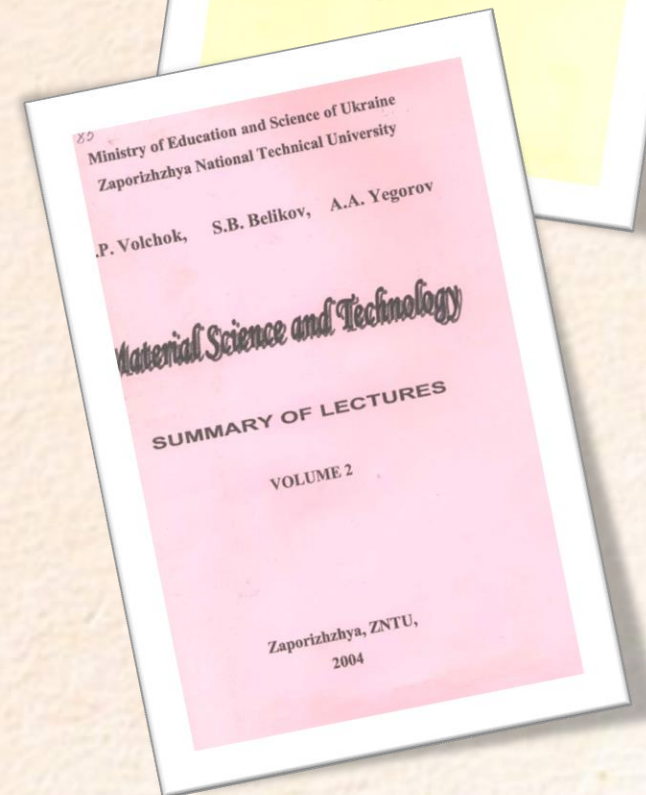 80
Ministry of Education and Science of Ukraine
Zaporizhzhya National Technical University
.P. Volchok, S.B. Belikov, A.A. Yegorov
Material Science and Technology
SUMMARY OF LECTURES
VOLUME 2
Zaporizhzhya, ZNTU,
2004